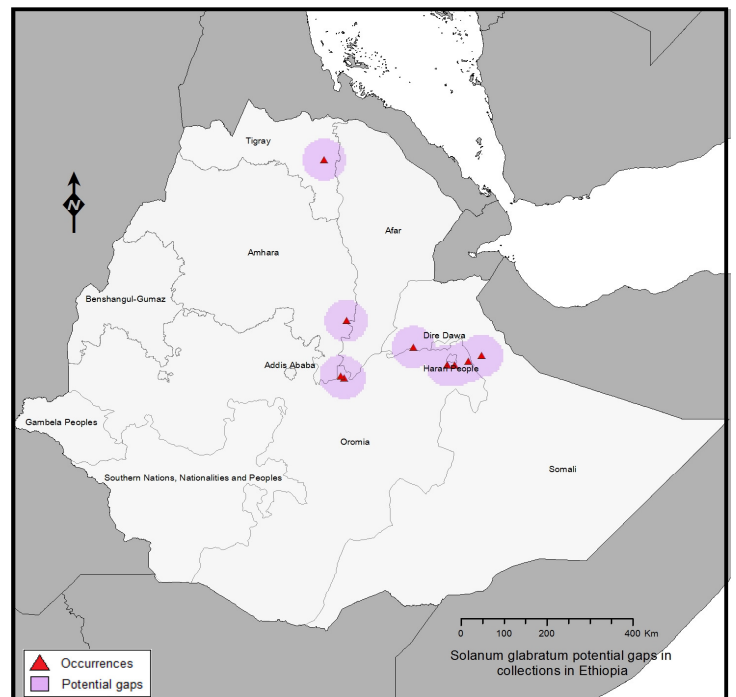 Tigray
N
Afar
Amhara
Benshangul-Gumaz
Dire Dawa
Addis Ababa
Harari People
Gambela Peoples
Oromia
Somali
Southern Nations, Nationalities and Peoples
0 100 200 400 Km
Solanum glabratum potential gaps in
collections in Ethiopia
Occurrences
Potential gaps